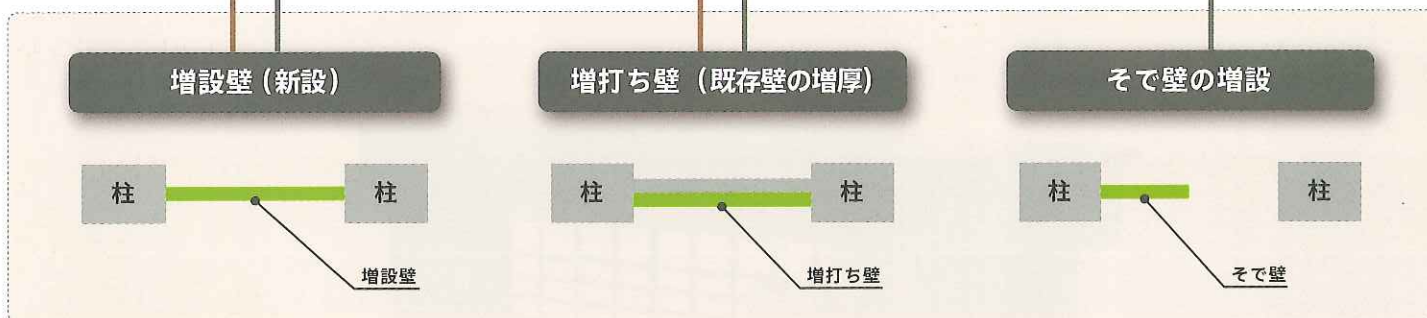 増設壁(新設)
増打ち壁 (既存壁の増厚)
そで壁の増設
柱 柱
柱 柱
柱 柱
増設壁
増打ち壁
そで壁